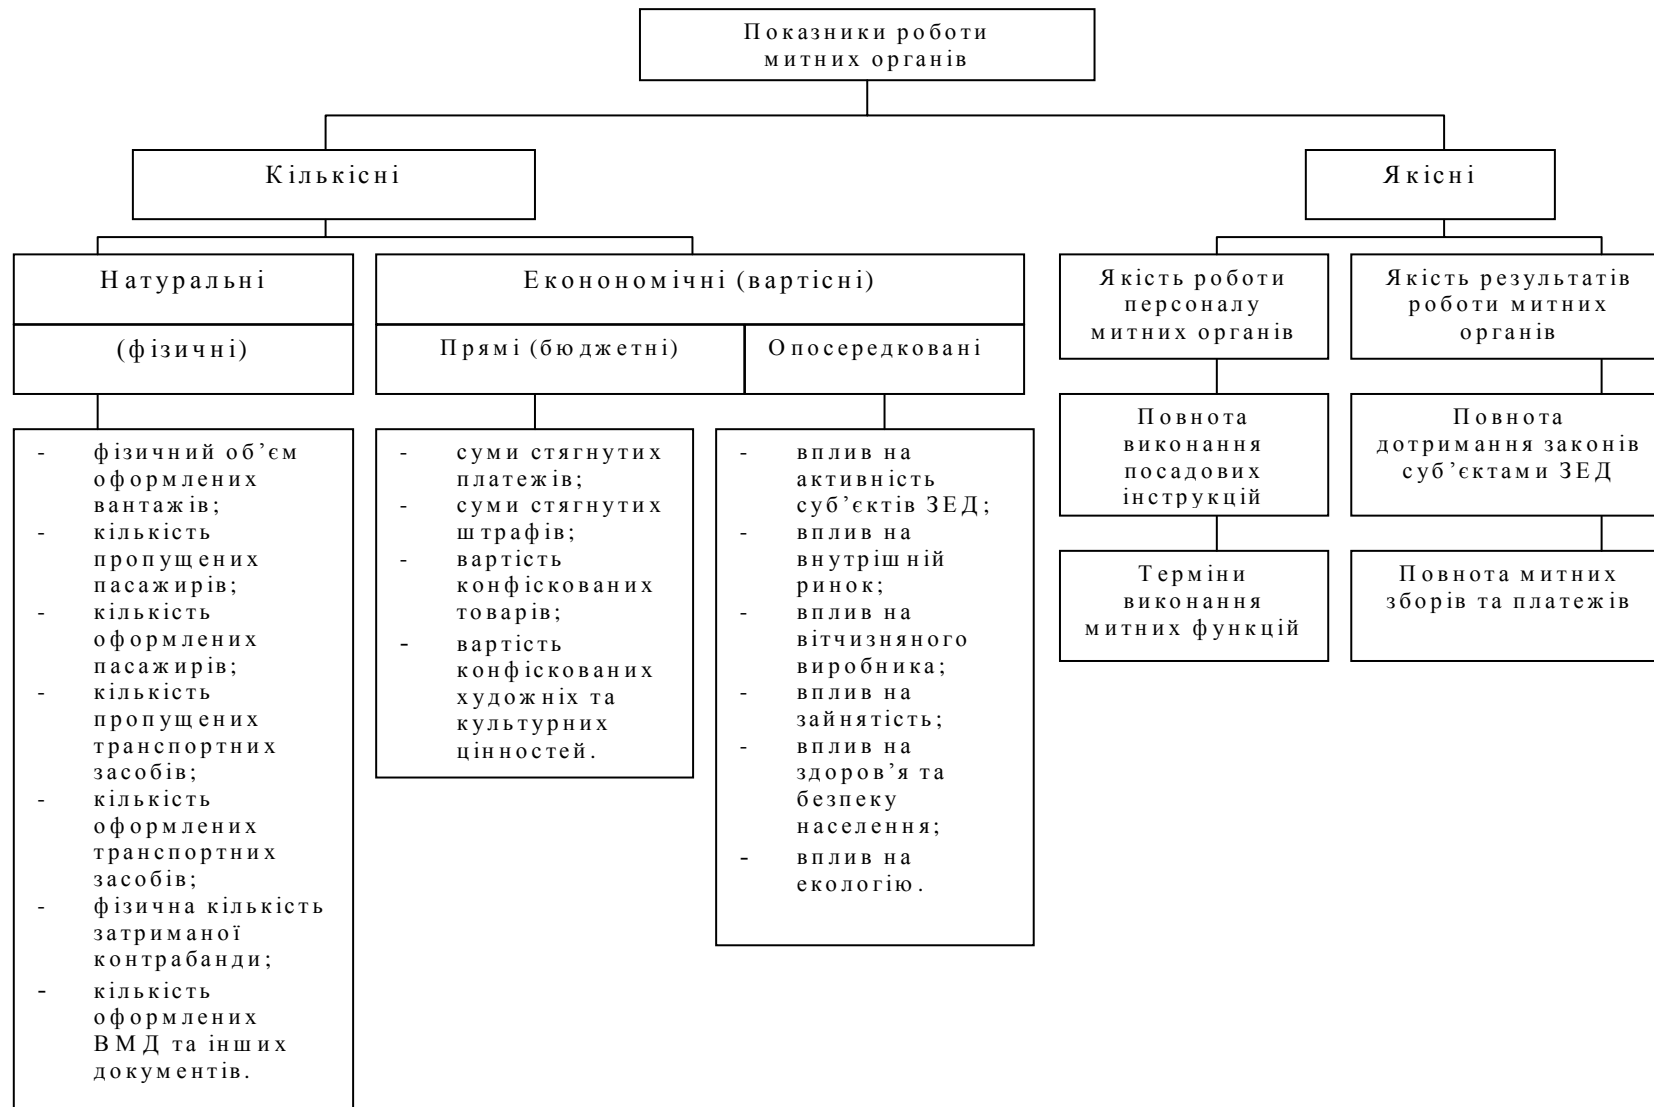 Показники роботи
митних органів
Кількісні
Якісні
Натуральні
(фізичні)
Економомічні (вартісні)
Прямі (бюджетні)
Опосередковані
Якість роботи
персоналу
митних органів
Якість результатів
роботи митних
органів
- фізичний об’єм
оформлених
вантажів;
- кількість
пропущених
пасажирів;
- кількість
оформлених
пасажирів;
- кількість
пропущених
транспортних
засобів;
- кількість
оформлених
транспортних
засобів;
- фізична кількість
затриманої
контрабанди;
- кількість
оформлених
ВМД та інших
документів.
- суми стягнутих
платежів;
- суми стягнутих
штрафів;
- вартість
конфіскованих
товарів;
- вартість
конфіскованих
художніх та
культурних
цінностей.
- вплив на
активність
суб’єктів ЗЕД;
- вплив на
внутрішній
ринок;
- вплив на
вітчизняного
виробника;
- вплив на
зайнятість;
- вплив на
здоров’я та
безпеку
населення;
- вплив на
екологію.
Повнота
виконання
посадових
інструкцій
Терміни
виконання
митних функцій
Повнота
дотримання законів
суб’єктами ЗЕД
Повнота митних
зборів та платежів